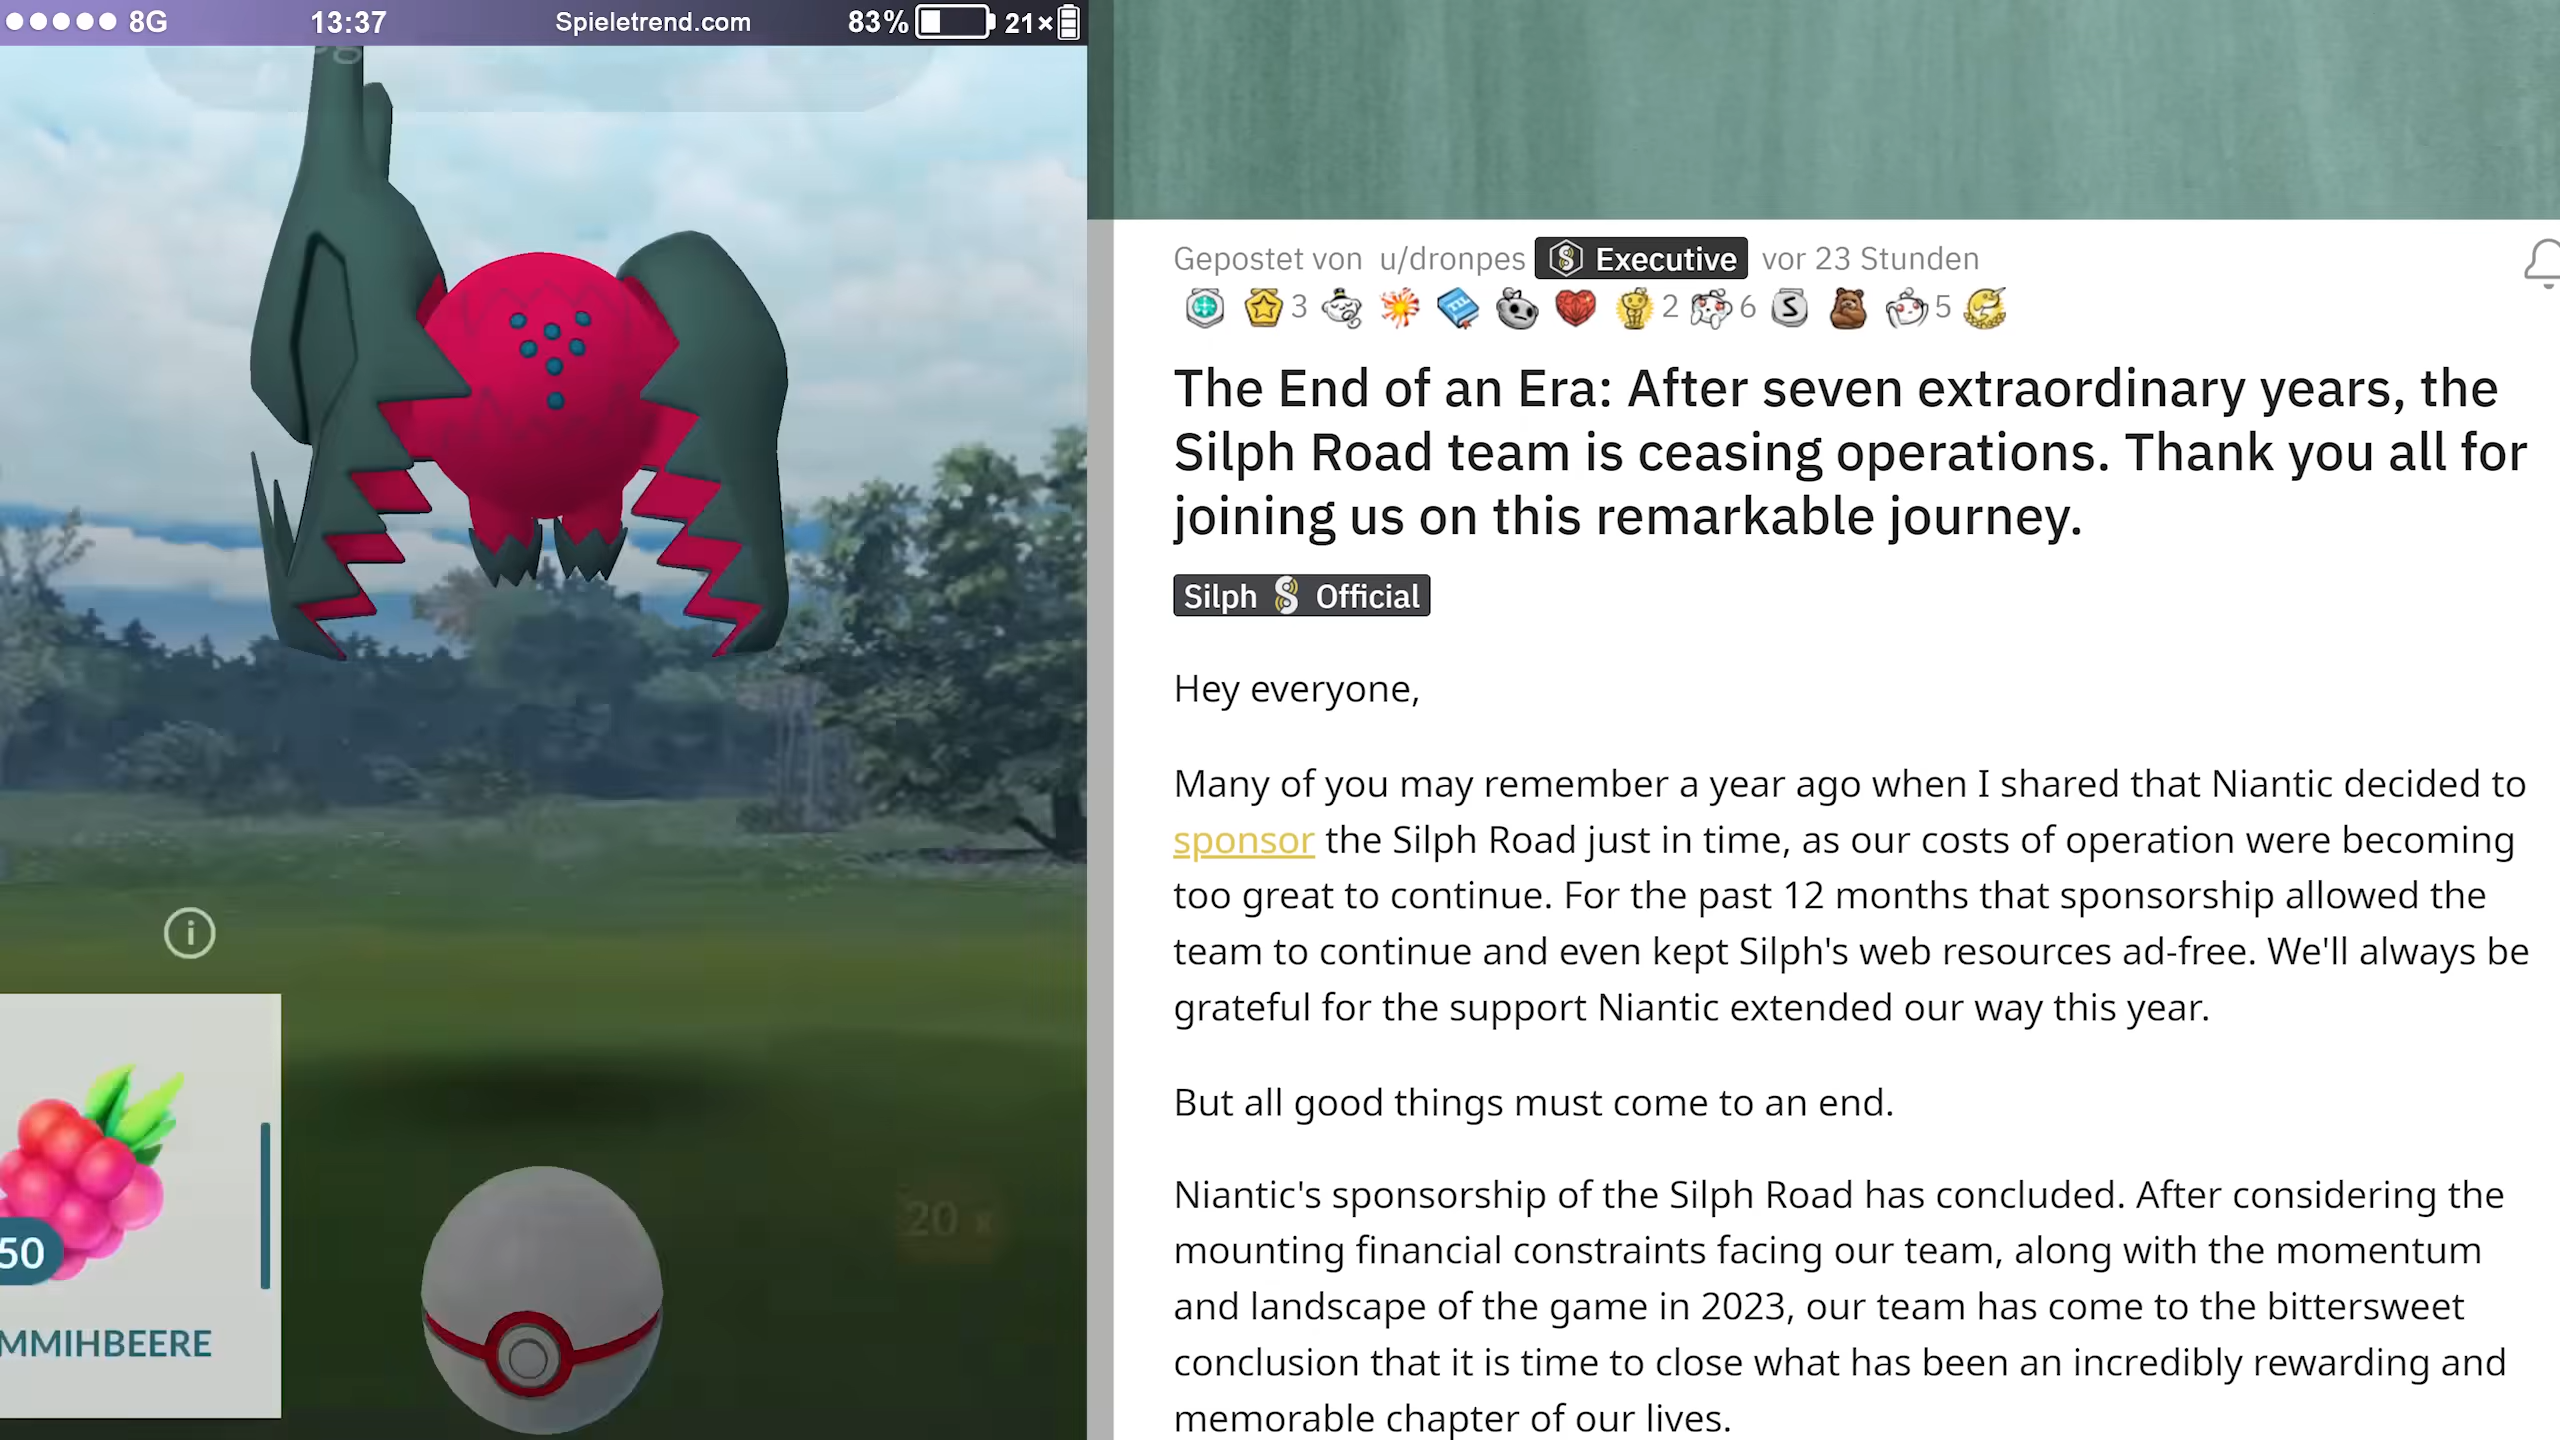 8G 13:37 Spieletrend.com 83% 21×
50
MMIHBEERE
20 x
Gepostet von u/dronpes Executive vor 23 Stunden
3 2 6 S 5
The End of an Era: After seven extraordinary years, the
Silph Road team is ceasing operations. Thank you all for
joining us on this remarkable journey.
Silph Official
Hey everyone,
Many of you may remember a year ago when I shared that Niantic decided to
sponsor the Silph Road just in time, as our costs of operation were becoming
too great to continue. For the past 12 months that sponsorship allowed the
team to continue and even kept Silph's web resources ad-free. We'll always be
grateful for the support Niantic extended our way this year.
But all good things must come to an end.
Niantic's sponsorship of the Silph Road has concluded. After considering the
mounting financial constraints facing our team, along with the momentum
and landscape of the game in 2023, our team has come to the bittersweet
conclusion that it is time to close what has been an incredibly rewarding and
memorable chapter of our lives.